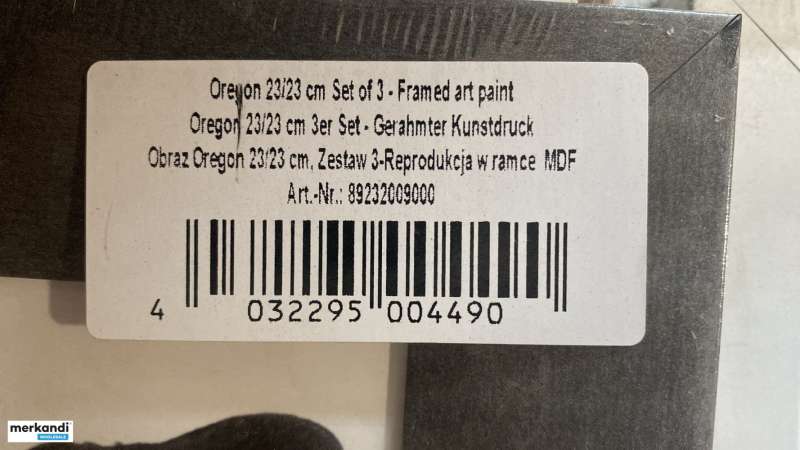 Oregon 23/23 cm Set of 3 - Framed art paint
Oregon 23/23 cm 3er Set - Gerahmter Kunstdruck
Obraz Oregon 23/23 cm, Zestaw 3-Reprodukcja w ramce MDF
Art.-Nr.: 89232009000
4 032295 004490
merkandi
WHOLESALE